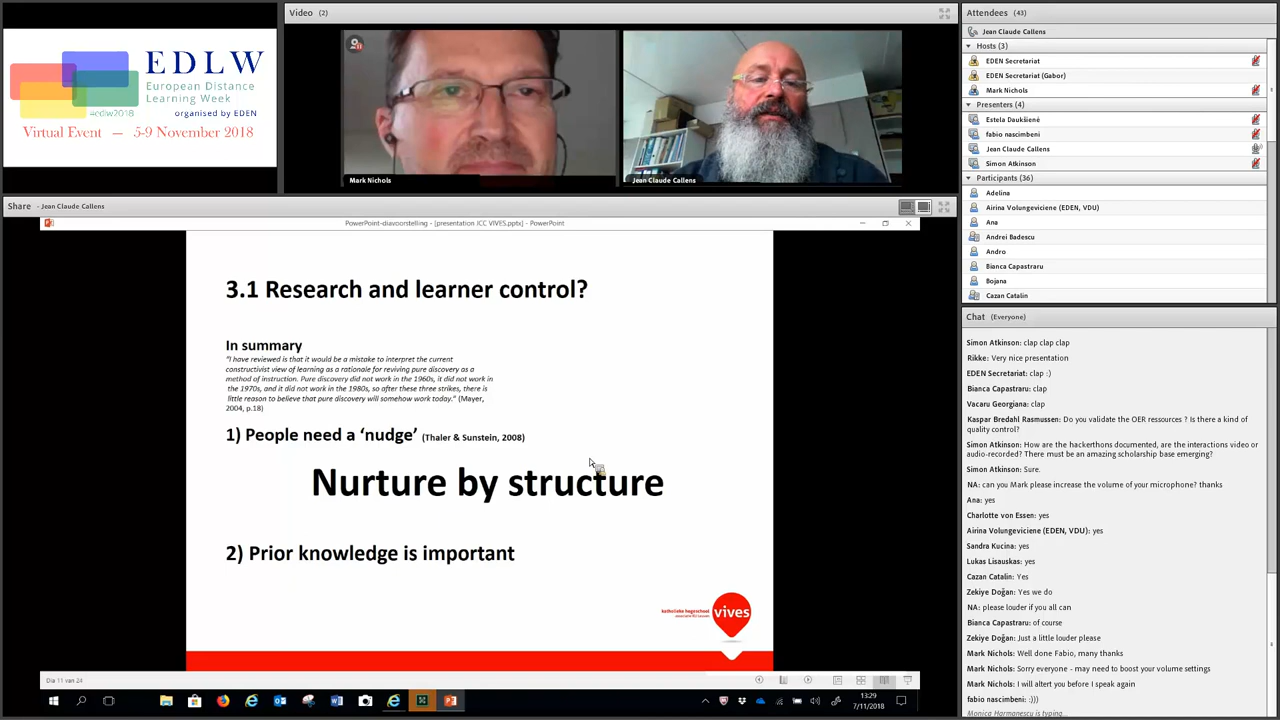 EDLW
European Distance
Learning Week
#edlw2018
organised by EDEN
Virtual Event — 5-9 November 2018
Video (2)
Mark Nichols
Jean Claude Callens
Share - Jean Claude Callens
PowerPoint-diavoorstelling - [presentation ICC VIVES.pptx] - PowerPoint
3.1 Research and learner control?
In summary
"I have reviewed is that it would be a mistake to interpret the current
constructivist view of learning as a rationale for reviving pure discovery as a
method of instruction. Pure discovery did not work in the 1960s, it did not work in
the 1970s, and it did not work in the 1980s, so after these three strikes, there is
little reason to believe that pure discovery will somehow work today." (Mayer,
2004, p.18)
1) People need a ‘nudge’ (Thaler & Sunstein, 2008)
Nurture by structure
2) Prior knowledge is important
katholieke hogeschool
vives
Dia 11 van 24
13:29
7/11/2018
Attendees (43)
Jean Claude Callens
Hosts (3)
EDEN Secretariat
EDEN Secretariat (Gabor)
Mark Nichols
Presenters (4)
Estela Daukšienė
fabio nascimbeni
Jean Claude Callens
Simon Atkinson
Participants (36)
Adelina
Airina Volungeviciene (EDEN, VDU)
Ana
Andrei Badescu
Andro
Bianca Capastraru
Bojana
Cazan Catalin
Chat (Everyone)
Simon Atkinson: clap clap clap
Rikke: Very nice presentation
EDEN Secretariat: clap :)
Bianca Capastraru: clap
Vacaru Georgiana: clap
Kaspar Bredahl Rasmussen: Do you validate the OER ressources ? Is there a kind of
quality control?
Simon Atkinson: How are the hackerthons documented, are the interactions video or
audio-recorded? There must be an amazing scholarship base emerging?
Simon Atkinson: Sure.
NA: can you Mark please increase the volume of your microphone? thanks
Ana: yes
Charlotte von Essen: yes
Airina Volungeviciene (EDEN, VDU): yes
Sandra Kucina: yes
Lukas Lisauskas: yes
Cazan Catalin: Yes
Zekiye Doğan: Yes we do
NA: please louder if you all can
Bianca Capastraru: of course
Zekiye Doğan: Just a little louder please
Mark Nichols: Well done Fabio, many thanks
Mark Nichols: Sorry everyone - may need to boost your volume settings
Mark Nichols: I will altert you before I speak again
fabio nascimbeni: :)))
Monica Harmanescu is typing...